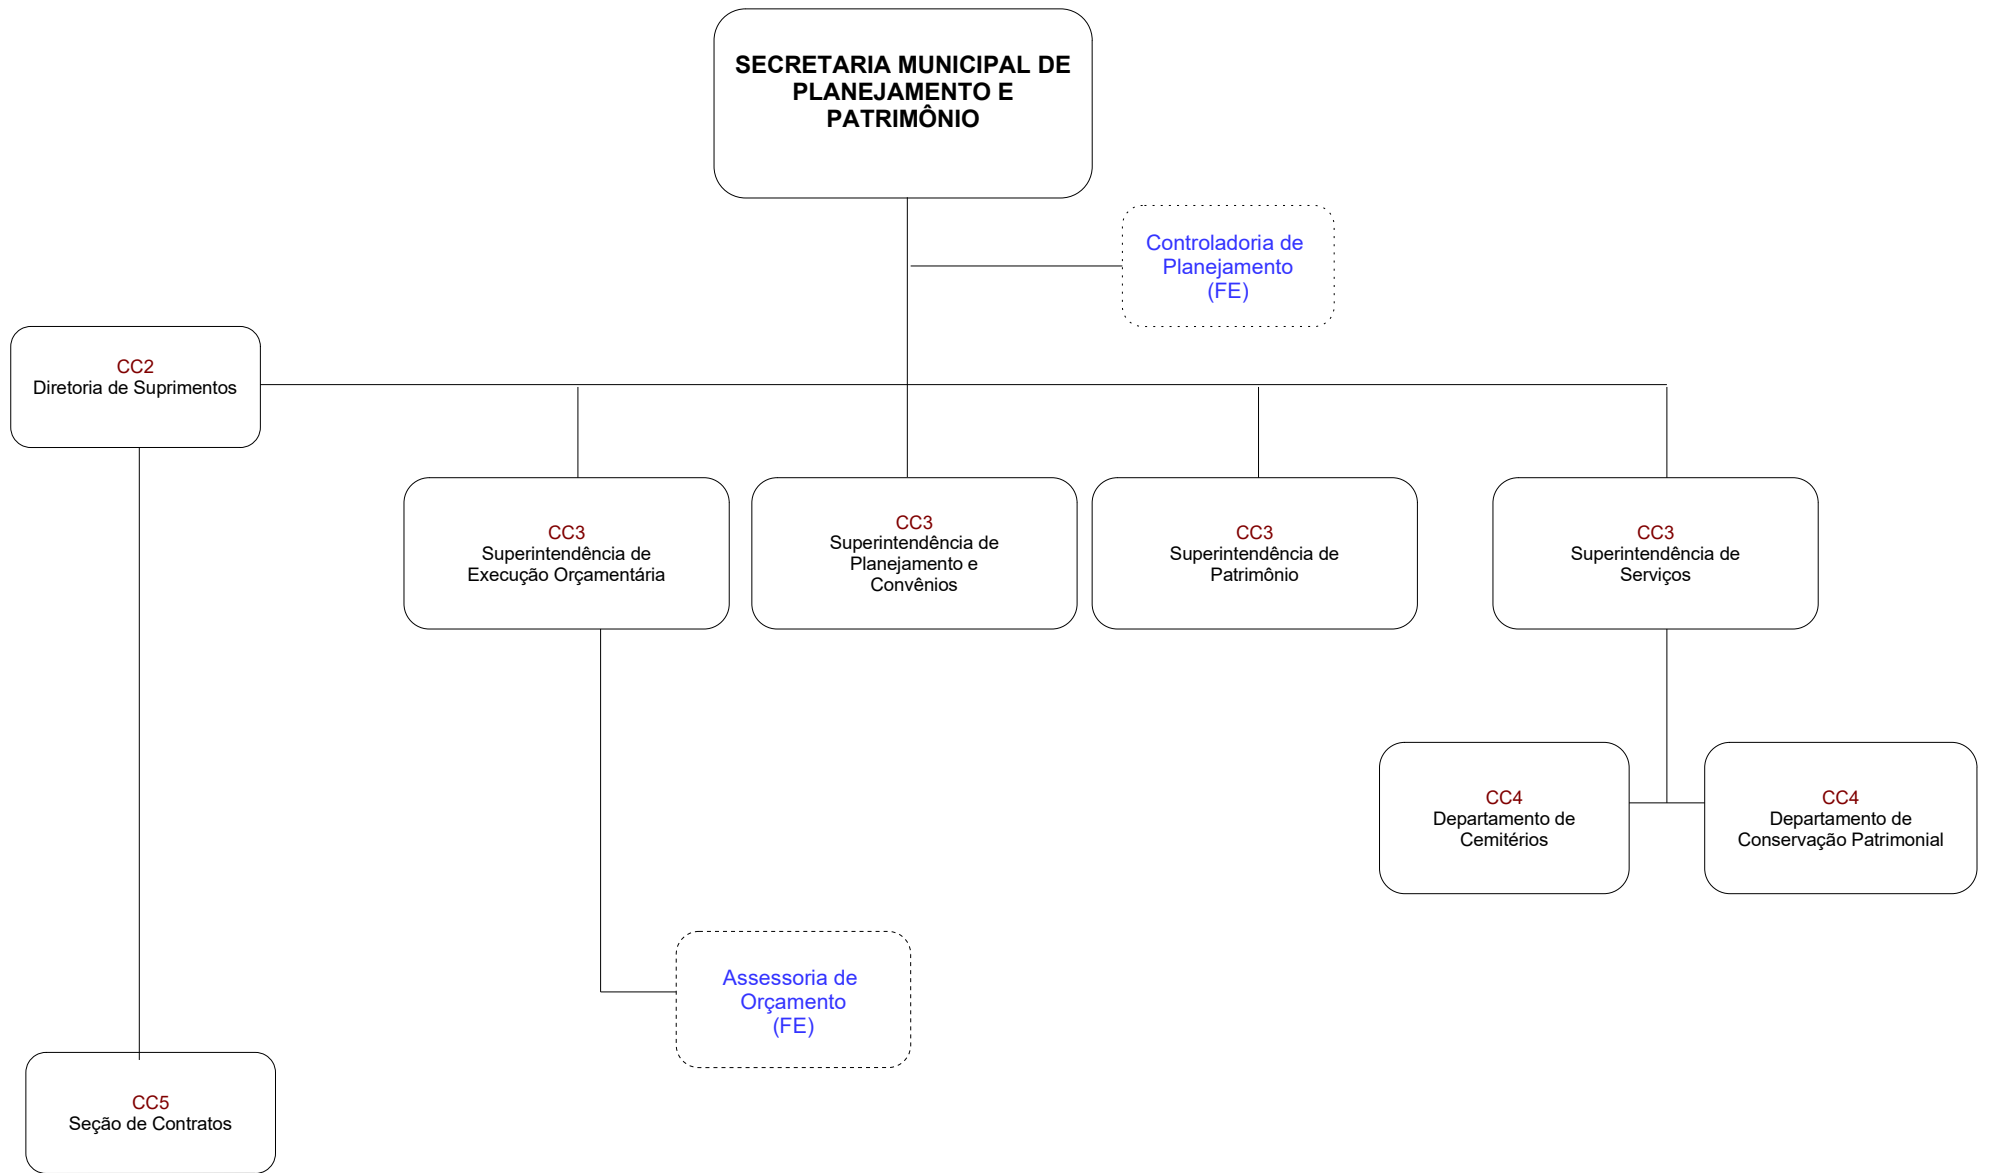 SECRETARIA MUNICIPAL DE
PLANEJAMENTO E
PATRIMÔNIO
Controladoria de
Planejamento
(FE)
CC2
Diretoria de Suprimentos
CC3
Superintendência de
Execução Orçamentária
CC3
Superintendência de
Planejamento e
Convênios
CC3
Superintendência de
Patrimônio
CC3
Superintendência de
Serviços
CC4
Departamento de
Cemitérios
CC4
Departamento de
Conservação Patrimonial
Assessoria de
Orçamento
(FE)
CC5
Seção de Contratos